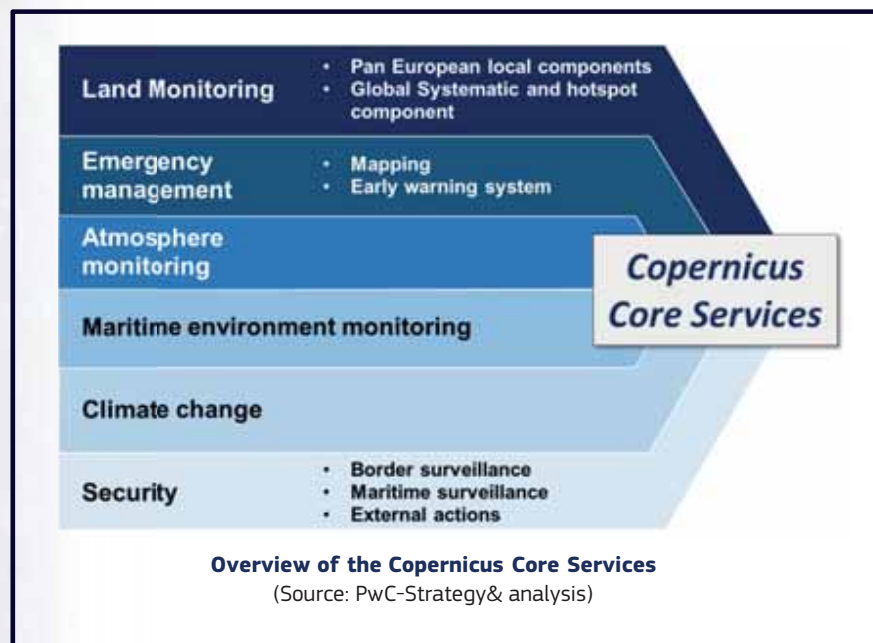 Land Monitoring
• Pan European local components
• Global Systematic and hotspot
component
Emergency
management
• Mapping
• Early warning system
Atmosphere
monitoring
Maritime environment monitoring
Climate change
Security
• Border surveillance
• Maritime surveillance
• External actions
Copernicus
Core Services
Overview of the Copernicus Core Services
(Source: PwC-Strategy& analysis)